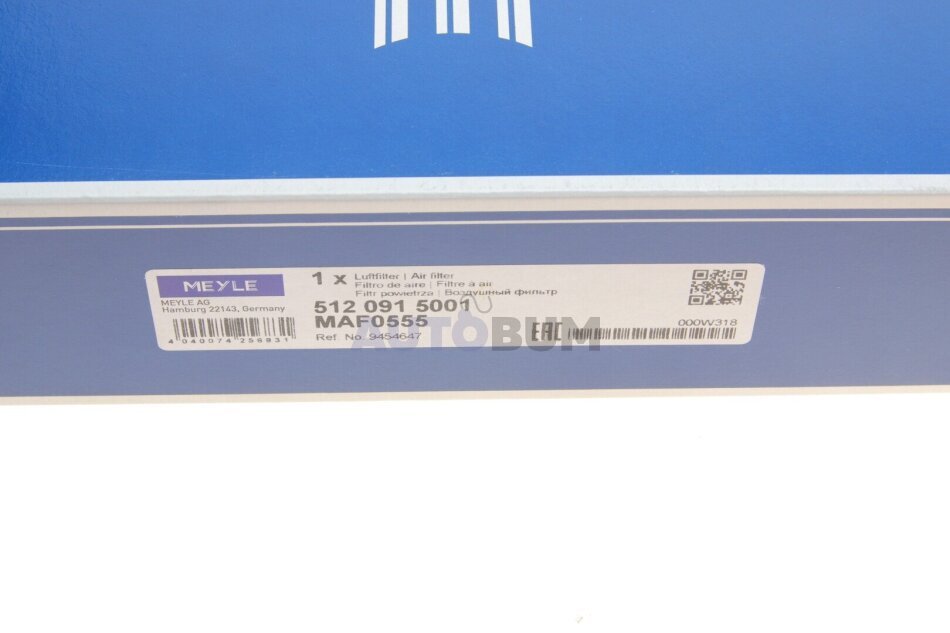 MEYLE
MEYLE AG
Hamburg 22143, Germany
4 040074 256931
1 x Luftfilter | Air filter
Filtro de aire | Filtre à air
Filtr powietrza | Воздушный фильтр
512 091 5001
MAF0555
Ref. No. 9454647
EAC
000W318
AUTOBUM